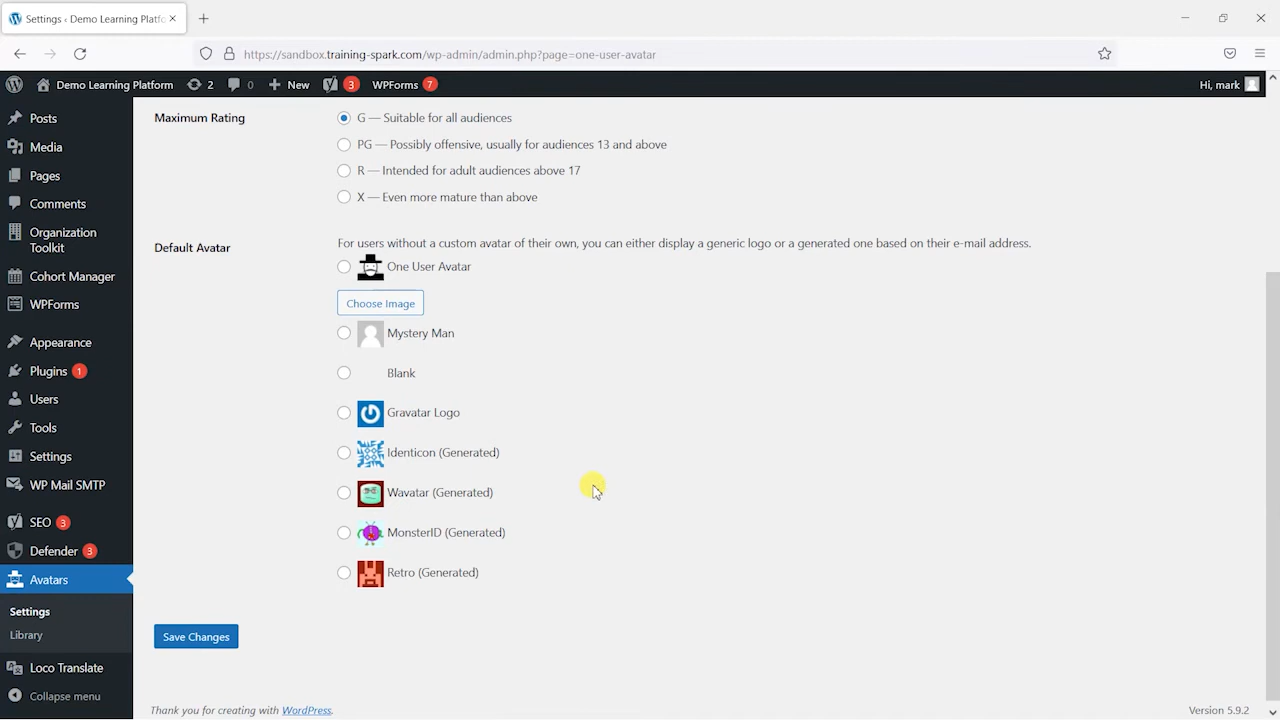 Settings ‹ Demo Learning Platfo
https://sandbox.training-spark.com/wp-admin/admin.php?page=one-user-avatar
Demo Learning Platform
2
0
New
3
WPForms 7
Hi, mark
Posts
Media
Pages
Comments
Organization
Toolkit
Cohort Manager
WPForms
Appearance
Plugins 1
Users
Tools
Settings
WP Mail SMTP
SEO 3
Defender 3
Avatars
Settings
Library
Loco Translate
Collapse menu
Maximum Rating
G — Suitable for all audiences
PG — Possibly offensive, usually for audiences 13 and above
R — Intended for adult audiences above 17
X — Even more mature than above
Default Avatar
For users without a custom avatar of their own, you can either display a generic logo or a generated one based on their e-mail address.
One User Avatar
Choose Image
Mystery Man
Blank
Gravatar Logo
Identicon (Generated)
Wavatar (Generated)
MonsterID (Generated)
Retro (Generated)
Save Changes
Thank you for creating with WordPress.
Version 5.9.2